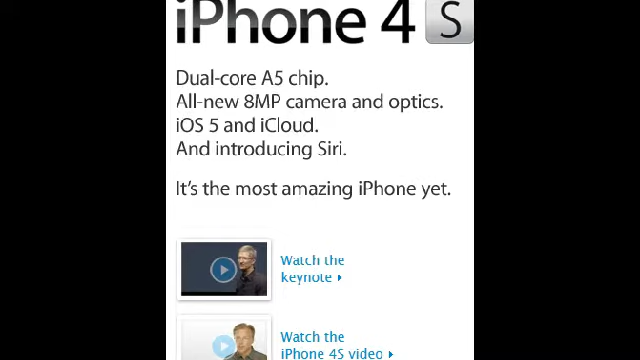 iPhone 4 S
Dual-core A5 chip.
All-new 8MP camera and optics.
iOS 5 and iCloud.
And introducing Siri.
It's the most amazing iPhone yet.
Watch the
keynote
Watch the
iPhone 4S video